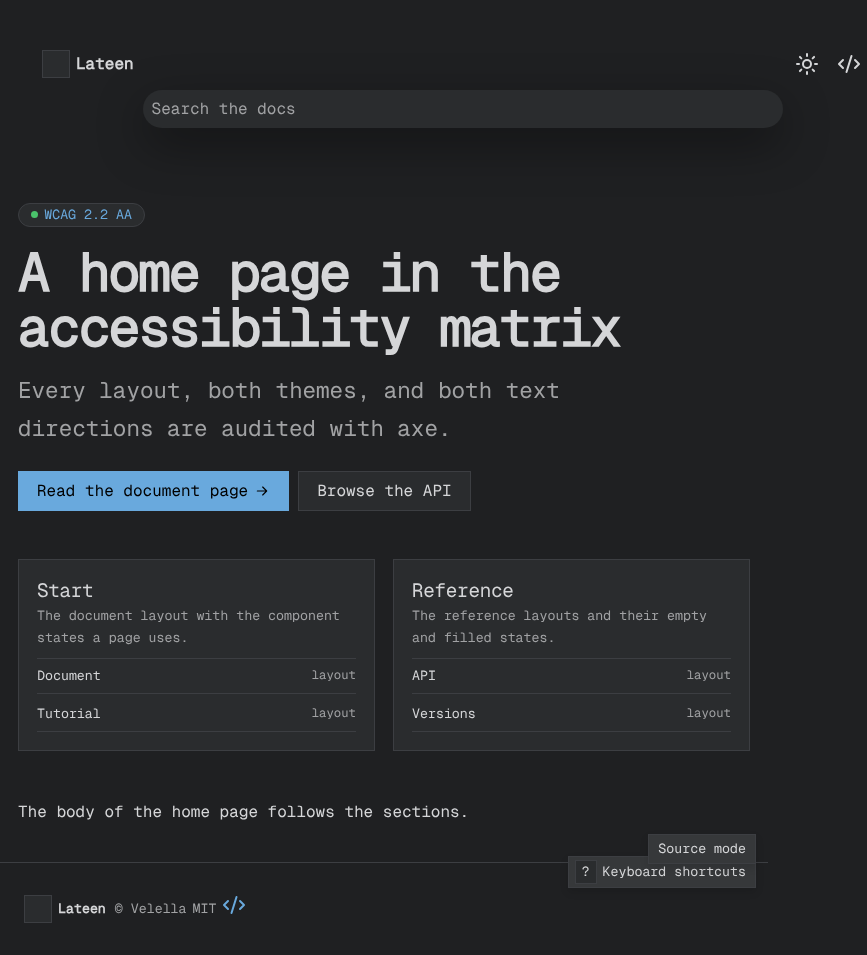 Lateen
Search the docs
WCAG 2.2 AA
A home page in the
accessibility matrix
Every layout, both themes, and both text
directions are audited with axe.
Read the document page →
Browse the API
Start
The document layout with the component
states a page uses.
Document layout
Tutorial layout
Reference
The reference layouts and their empty
and filled states.
API layout
Versions layout
The body of the home page follows the sections.
Source mode
? Keyboard shortcuts
Lateen © Velella MIT